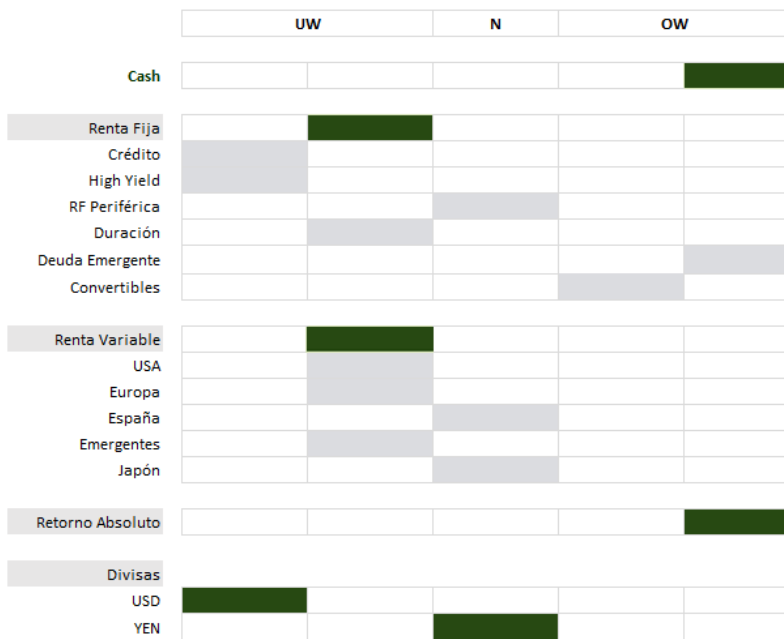 UW N OW
Cash
Renta Fija
Crédito
High Yield
RF Periférica
Duración
Deuda Emergente
Convertibles
Renta Variable
USA
Europa
España
Emergentes
Japón
Retorno Absoluto
Divisas
USD
YEN